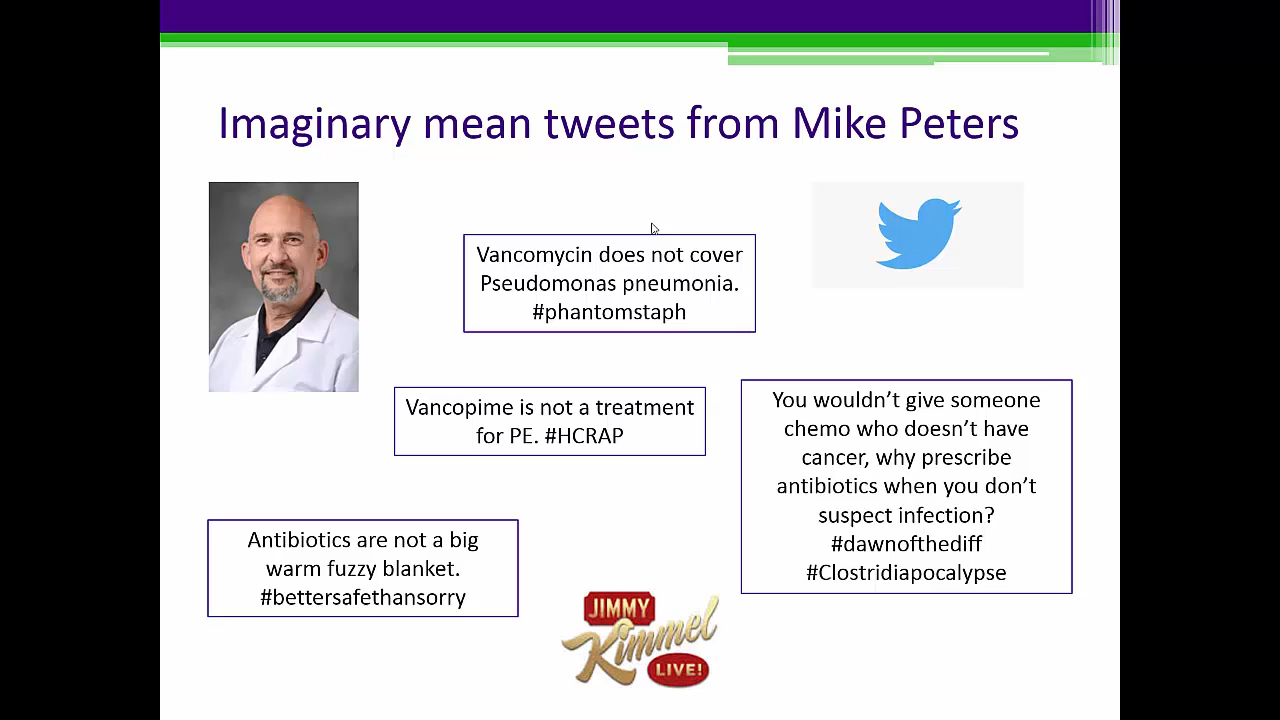 Imaginary mean tweets from Mike Peters
Vancomycin does not cover
Pseudomonas pneumonia.
#phantomstaph
Vancopime is not a treatment
for PE. #HCRAP
You wouldn’t give someone
chemo who doesn’t have
cancer, why prescribe
antibiotics when you don’t
suspect infection?
#dawnofthediff
#Clostridiapocalypse
Antibiotics are not a big
warm fuzzy blanket.
#bettersafethansorry
JIMMY
Kimmel
LIVE!